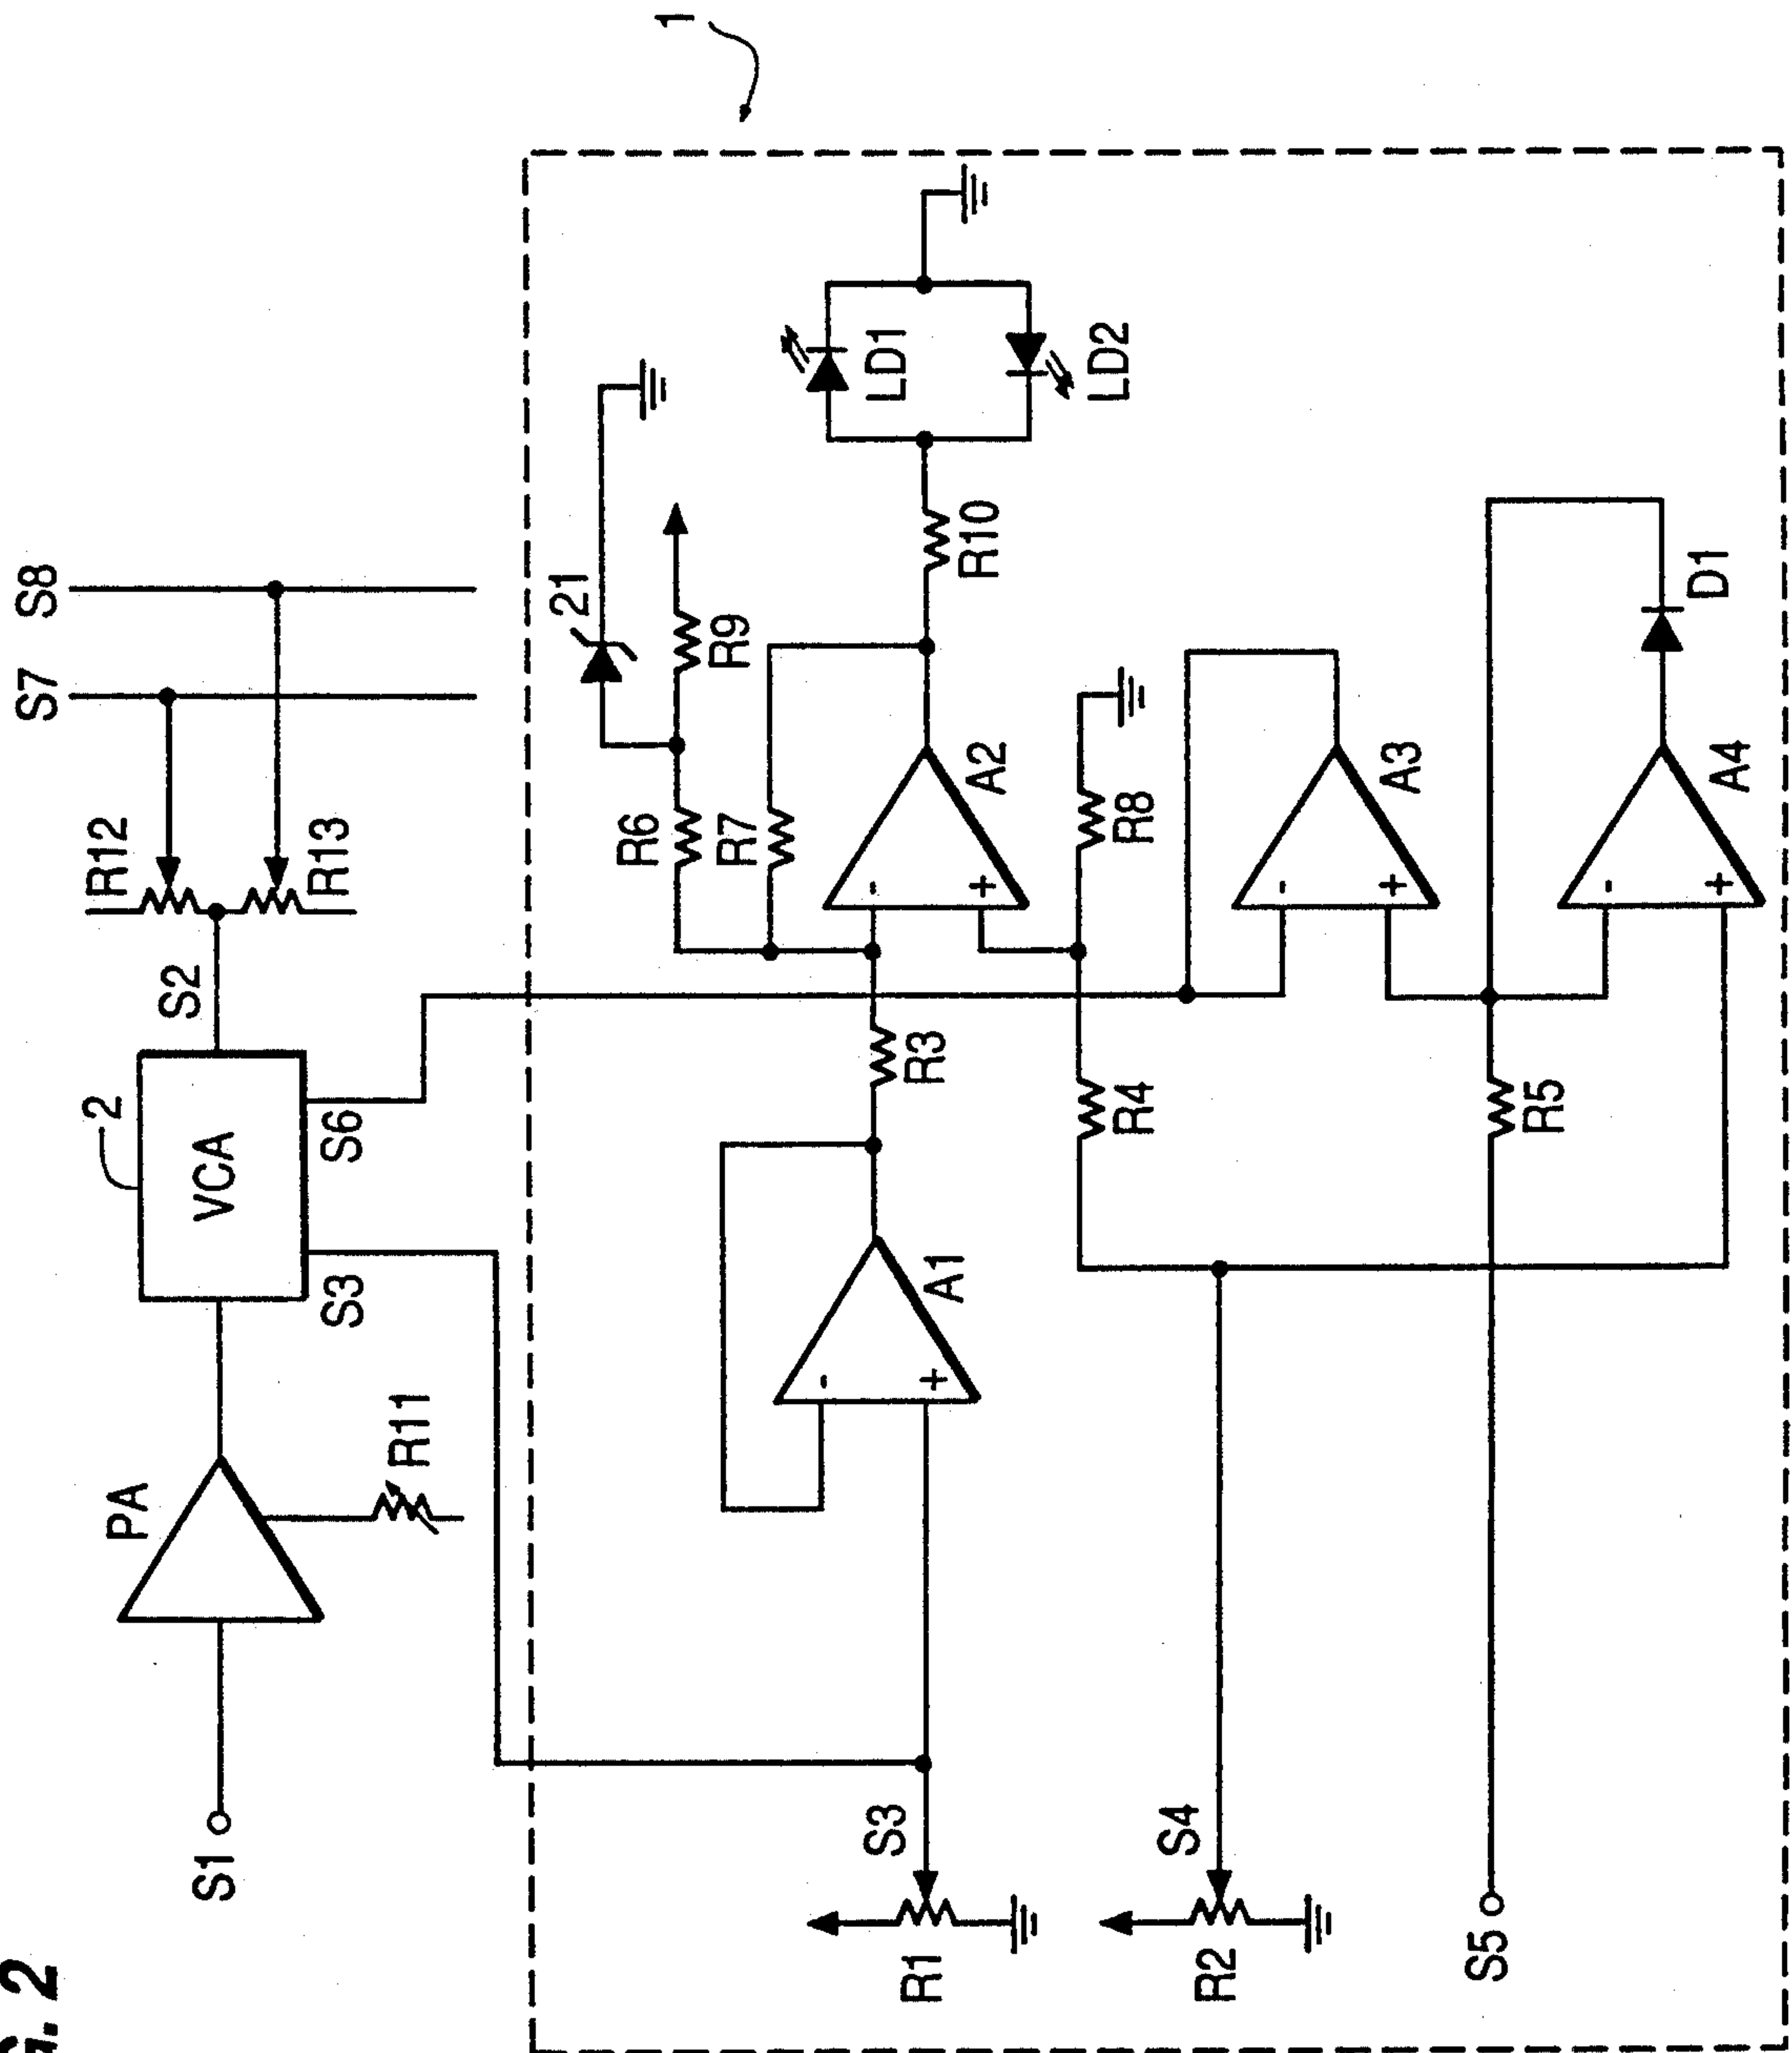 G. 2
S7
S8
R12
2
PA
S2
S1
VCA
R13
S3
S6
R11
21
R6
1
R9
R7
-
+
S3
LD1
R1
R3
A1
-
+
R10
A2
LD2
R4
R8
S4
R2
-
+
A3
S5
R5
-
+
D1
A4